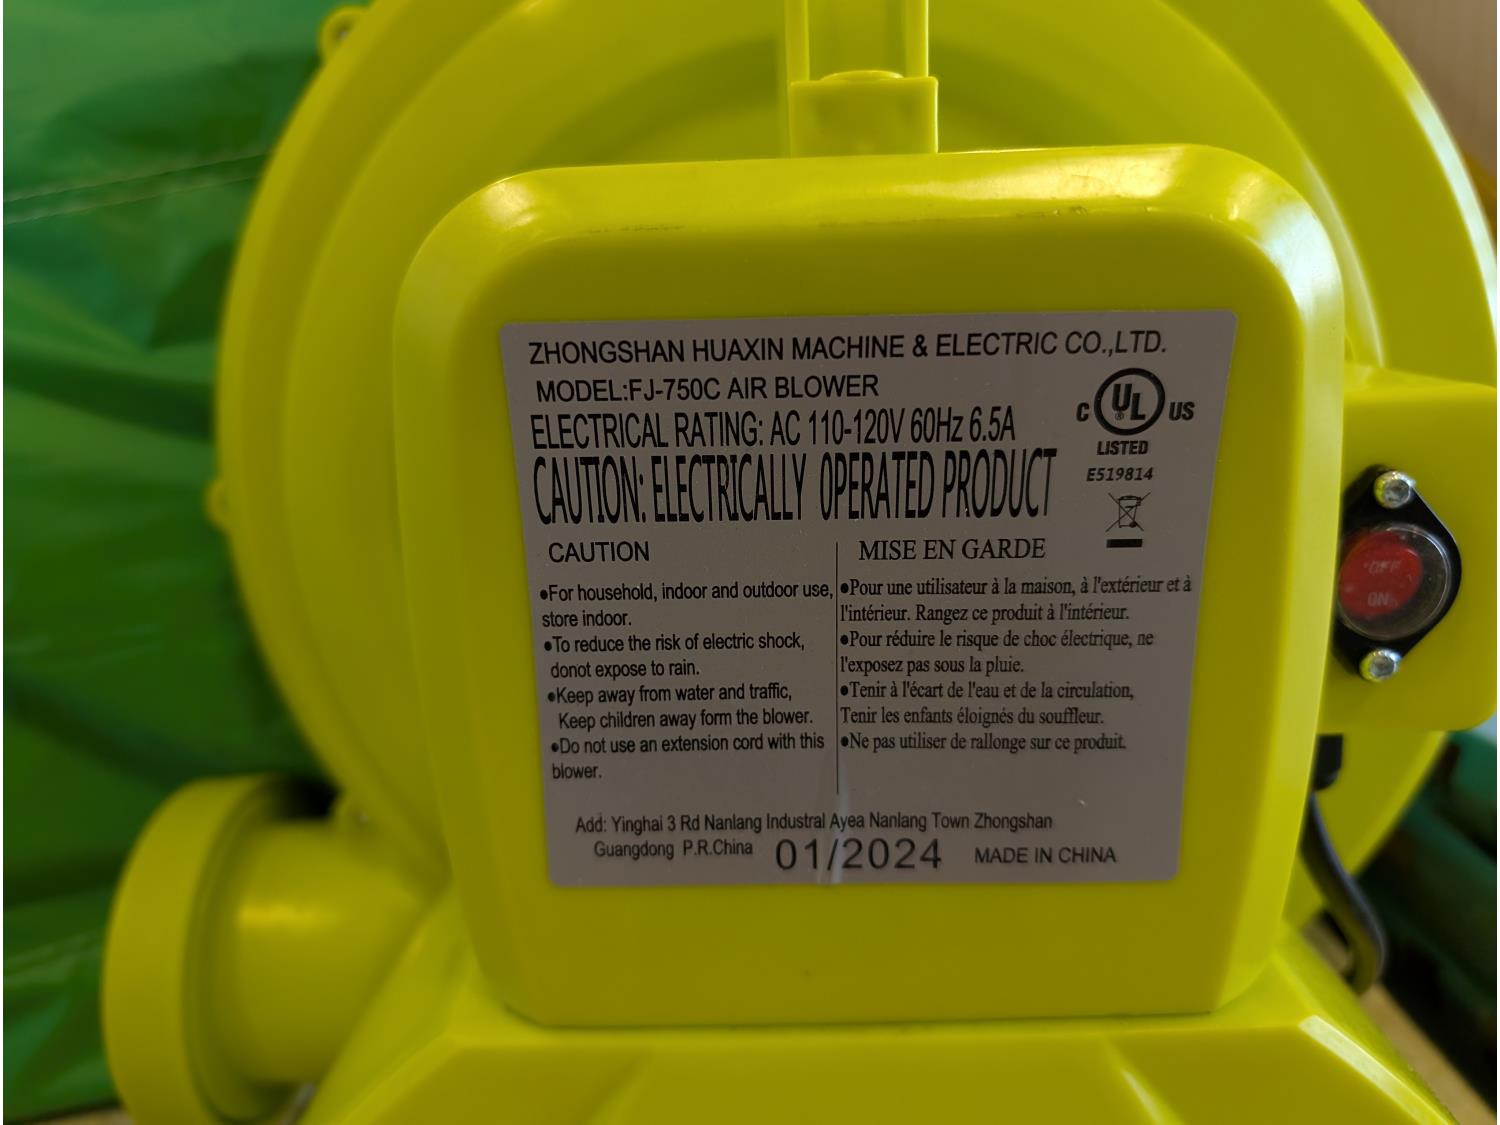 ZHONGSHAN HUAXIN MACHINE & ELECTRIC CO.,LTD.
MODEL:FJ-750C AIR BLOWER
ELECTRICAL RATING: AC 110-120V 60Hz 6.5A
CAUTION: ELECTRICALLY OPERATED PRODUCT
C UL ® US
LISTED
E519814
CAUTION
●For household, indoor and outdoor use,
store indoor.
●To reduce the risk of electric shock,
donot expose to rain.
●Keep away from water and traffic,
Keep children away form the blower.
●Do not use an extension cord with this
blower.
MISE EN GARDE
●Pour une utilisateur à la maison, à l'extérieur et à
l'intérieur. Rangez ce produit à l'intérieur.
●Pour réduire le risque de choc électrique, ne
l'exposez pas sous la pluie.
●Tenir à l'écart de l'eau et de la circulation,
Tenir les enfants éloignés du souffleur.
●Ne pas utiliser de rallonge sur ce produit.
Add: Yinghai 3 Rd Nanlang Industral Ayea Nanlang Town Zhongshan
Guangdong P.R.China 01/2024 MADE IN CHINA
OFF
ON